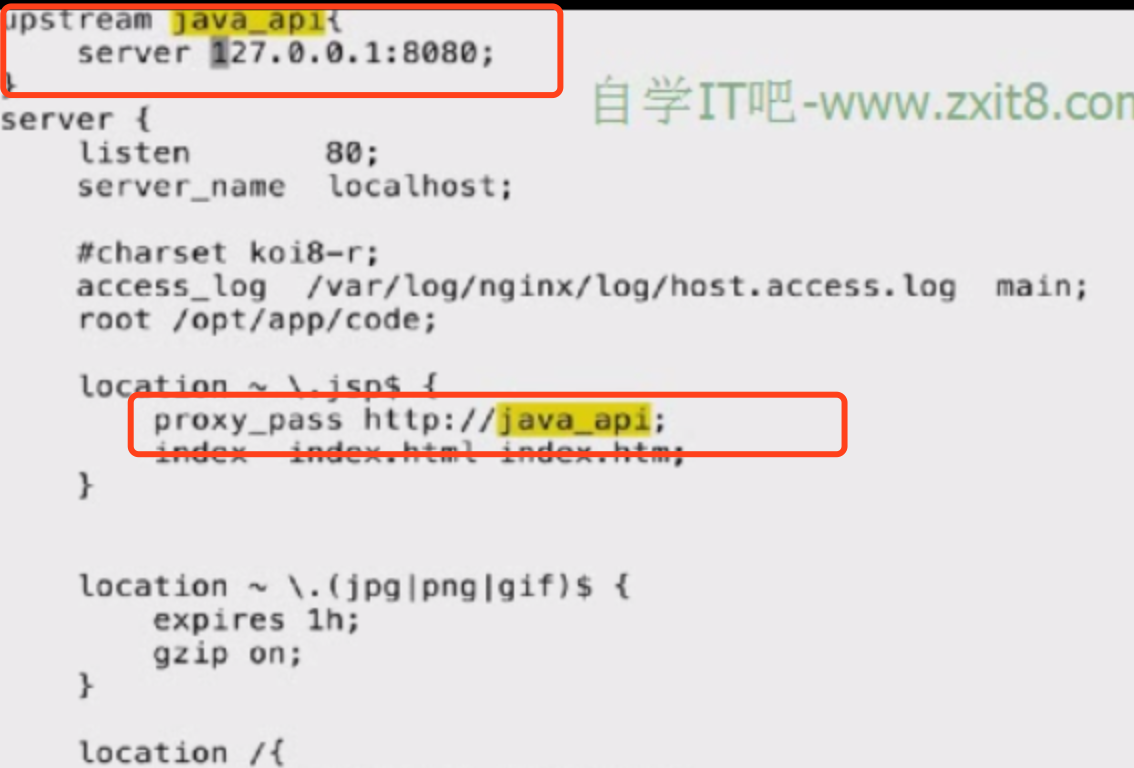 upstream java_api{
server 127.0.0.1:8080;
}
自学IT吧-www.zxit8.com
server {
listen 80;
server_name localhost;
#charset koi8-r;
access_log /var/log/nginx/log/host.access.log main;
root /opt/app/code;
location ~ \.jsp$ {
proxy_pass http://java_api;
index index.html index.htm;
}
location ~ \.(jpg|png|gif)$ {
expires 1h;
gzip on;
}
location /{